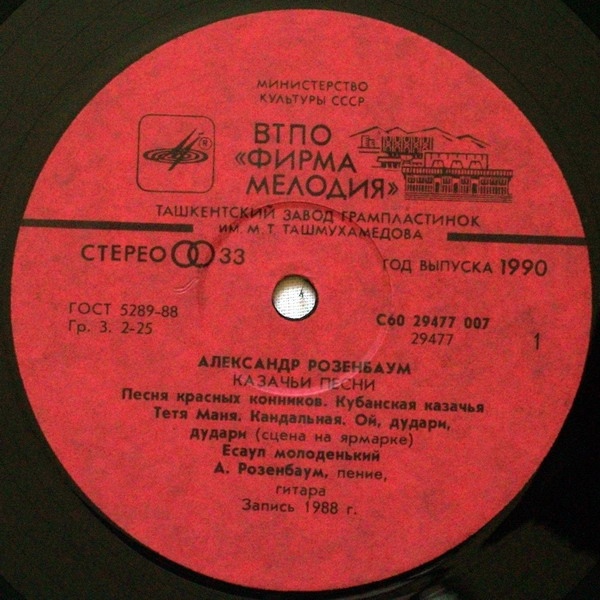 МИНИСТЕРСТВО
КУЛЬТУРЫ СССР
ВТПО
«ФИРМА
МЕЛОДИЯ»
ТАШКЕНТСКИЙ ЗАВОД ГРАМПЛАСТИНОК
ИМ. М. Т. ТАШМУХАМЕДОВА
СТЕРЕО 33
ГОД ВЫПУСКА 1990
ГОСТ 5289-88
Гр. 3. 2-25
С60 29477 007
29477
1
АЛЕКСАНДР РОЗЕНБАУМ
КАЗАЧЬИ ПЕСНИ
Песня красных конников. Кубанская казачья
Тетя Маня. Кандальная. Ой, дудари,
дудари (сцена на ярмарке)
Есаул молоденький
А. Розенбаум, пение,
гитара
Запись 1988 г.